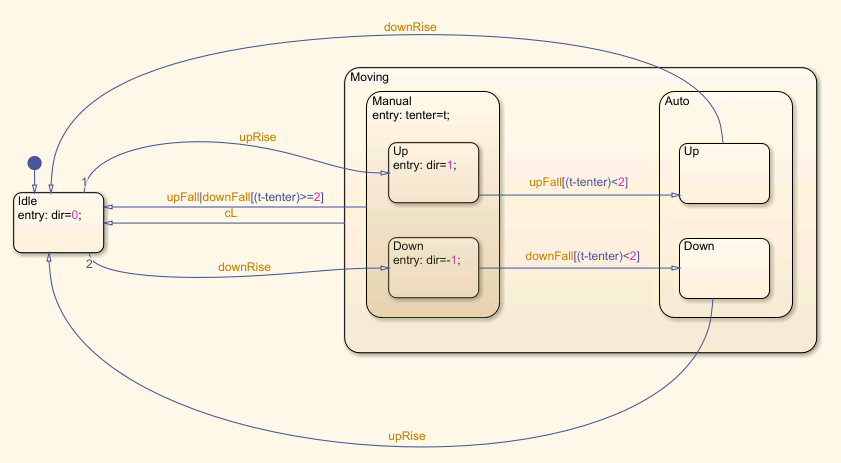 downRise
Moving
Manual
entry: tenter=t;
Auto
upRise
Up
entry: dir=1;
Up
1
upFall[(t-tenter)<2]
Idle
entry: dir=0;
upFall|downFall[(t-tenter)>=2]
cL
Down
entry: dir=-1;
Down
2
downRise
downFall[(t-tenter)<2]
upRise